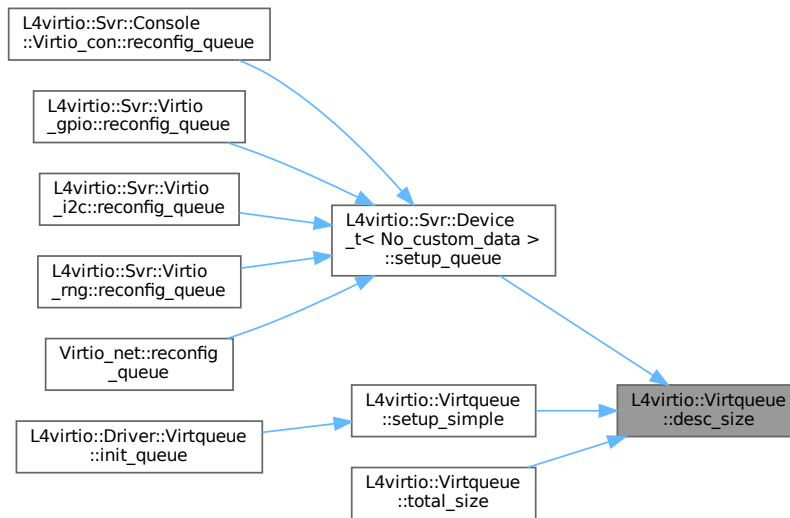 L4virtio::Svr::Console
::Virtio_con::reconfig_queue
L4virtio::Svr::Virtio
_gpio::reconfig_queue
L4virtio::Svr::Virtio
_i2c::reconfig_queue
L4virtio::Svr::Virtio
_rng::reconfig_queue
Virtio_net::reconfig
_queue
L4virtio::Driver::Virtqueue
::init_queue
L4virtio::Svr::Device
_t< No_custom_data >
::setup_queue
L4virtio::Virtqueue
::setup_simple
L4virtio::Virtqueue
::total_size
L4virtio::Virtqueue
::desc_size